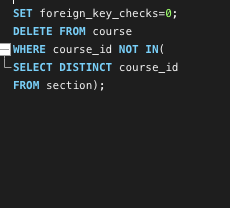 SET foreign_key_checks=0;
DELETE FROM course
WHERE course_id NOT IN(
SELECT DISTINCT course_id
FROM section);